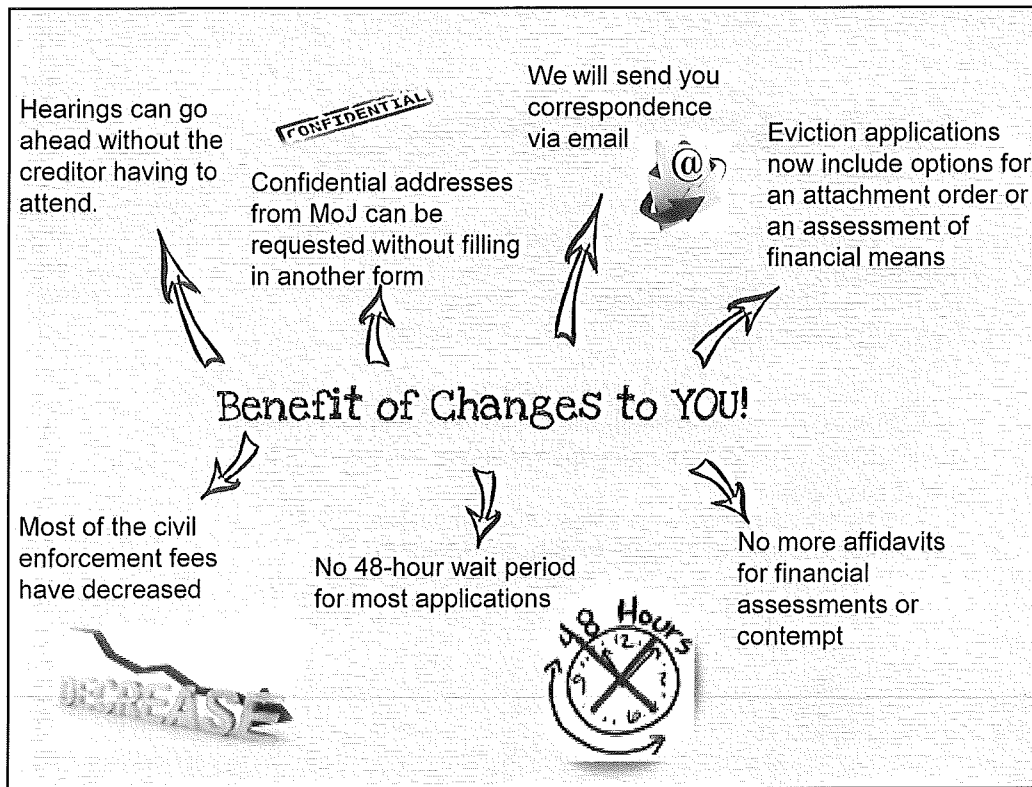 Hearings can go
ahead without the
creditor having to
attend.
CONFIDENTIAL
Confidential addresses
from MoJ can be
requested without filling
in another form
We will send you
correspondence
via email
@
Eviction applications
now include options for
an attachment order or
an assessment of
financial means
Benefit of Changes to YOU!
Most of the civil
enforcement fees
have decreased
DECREASE
No 48-hour wait period
for most applications
48 Hours
12
9
6
No more affidavits
for financial
assessments or
contempt